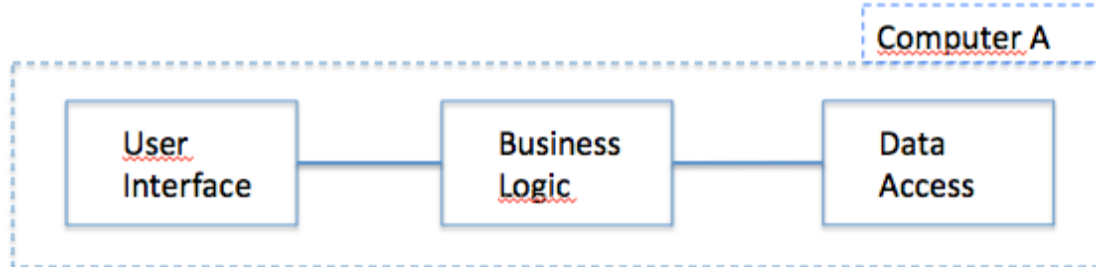 Computer A
User
Interface
Business
Logic
Data
Access